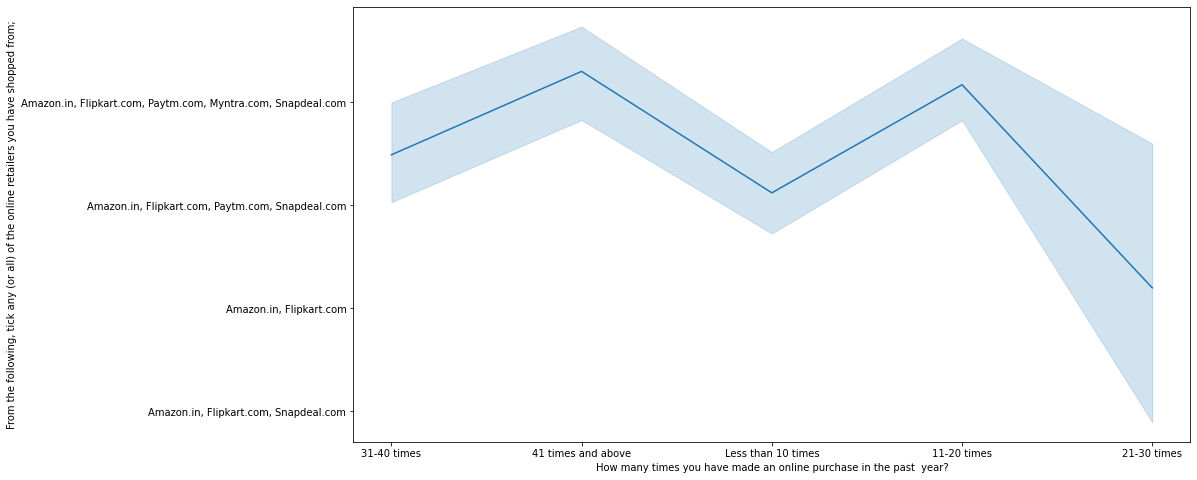 From the following, tick any (or all) of the online retailers you have shopped from;
Amazon.in, Flipkart.com, Paytm.com, Myntra.com, Snapdeal.com
Amazon.in, Flipkart.com, Paytm.com, Snapdeal.com
Amazon.in, Flipkart.com
Amazon.in, Flipkart.com, Snapdeal.com
31-40 times
41 times and above
Less than 10 times
11-20 times
21-30 times
How many times you have made an online purchase in the past  year?